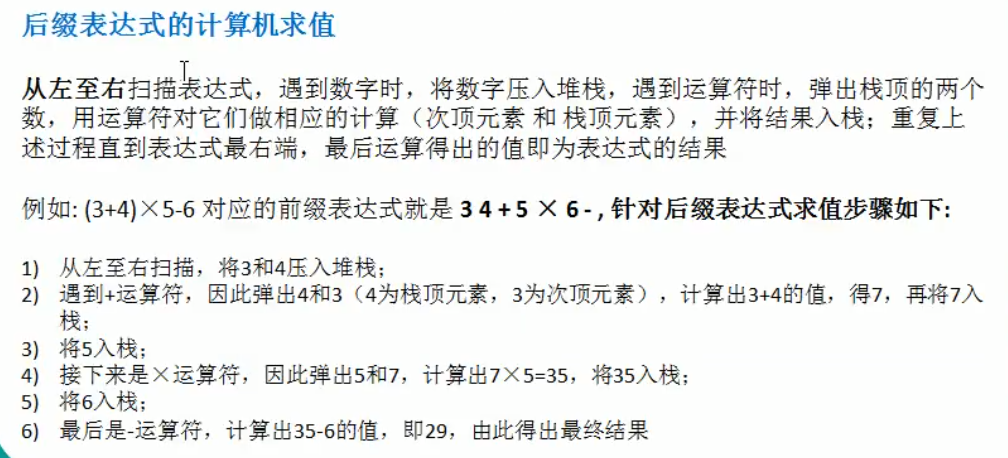 后缀表达式的计算机求值
从左至右扫描表达式，遇到数字时，将数字压入堆栈，遇到运算符时，弹出栈顶的两个
数，用运算符对它们做相应的计算（次顶元素 和 栈顶元素），并将结果入栈；重复上
述过程直到表达式最右端，最后运算得出的值即为表达式的结果
例如: (3+4)×5-6 对应的前缀表达式就是 3 4 + 5 × 6 - , 针对后缀表达式求值步骤如下:
1) 从左至右扫描，将3和4压入堆栈；
2) 遇到+运算符，因此弹出4和3（4为栈顶元素，3为次顶元素），计算出3+4的值，得7，再将7入
栈；
3) 将5入栈；
4) 接下来是×运算符，因此弹出5和7，计算出7×5=35，将35入栈；
5) 将6入栈；
6) 最后是-运算符，计算出35-6的值，即29，由此得出最终结果